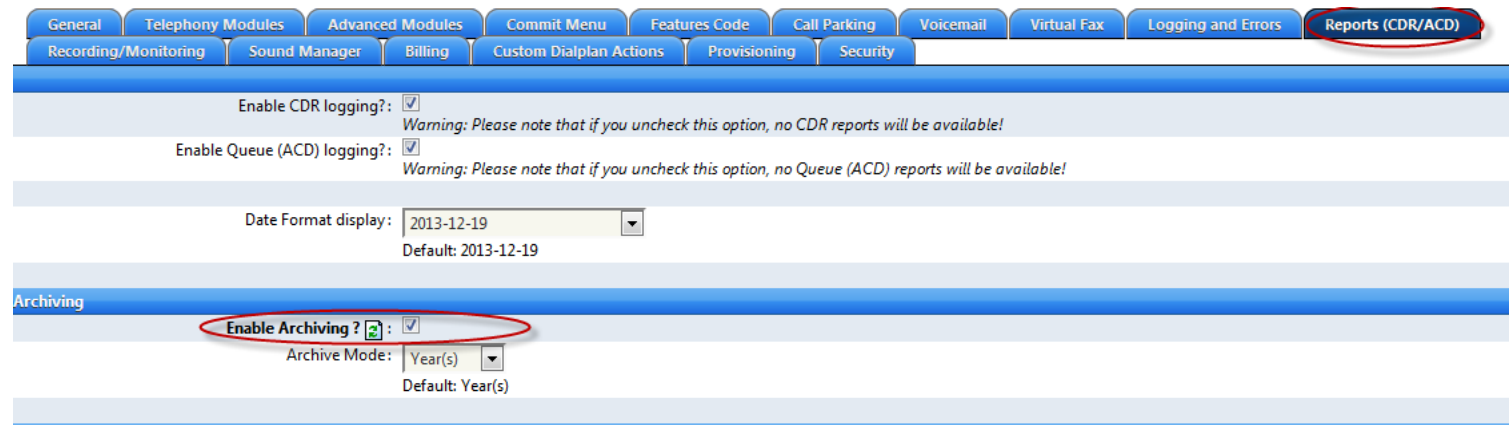 General Telephony Modules Advanced Modules Commit Menu Features Code Call Parking Voicemail Virtual Fax Logging and Errors Reports (CDR/ACD)
Recording/Monitoring Sound Manager Billing Custom Dialplan Actions Provisioning Security
Enable CDR logging?:
Warning: Please note that if you uncheck this option, no CDR reports will be available!
Enable Queue (ACD) logging?:
Warning: Please note that if you uncheck this option, no Queue (ACD) reports will be available!
Date Format display: 2013-12-19
Default: 2013-12-19
Archiving
Enable Archiving ? :
Archive Mode: Year(s)
Default: Year(s)